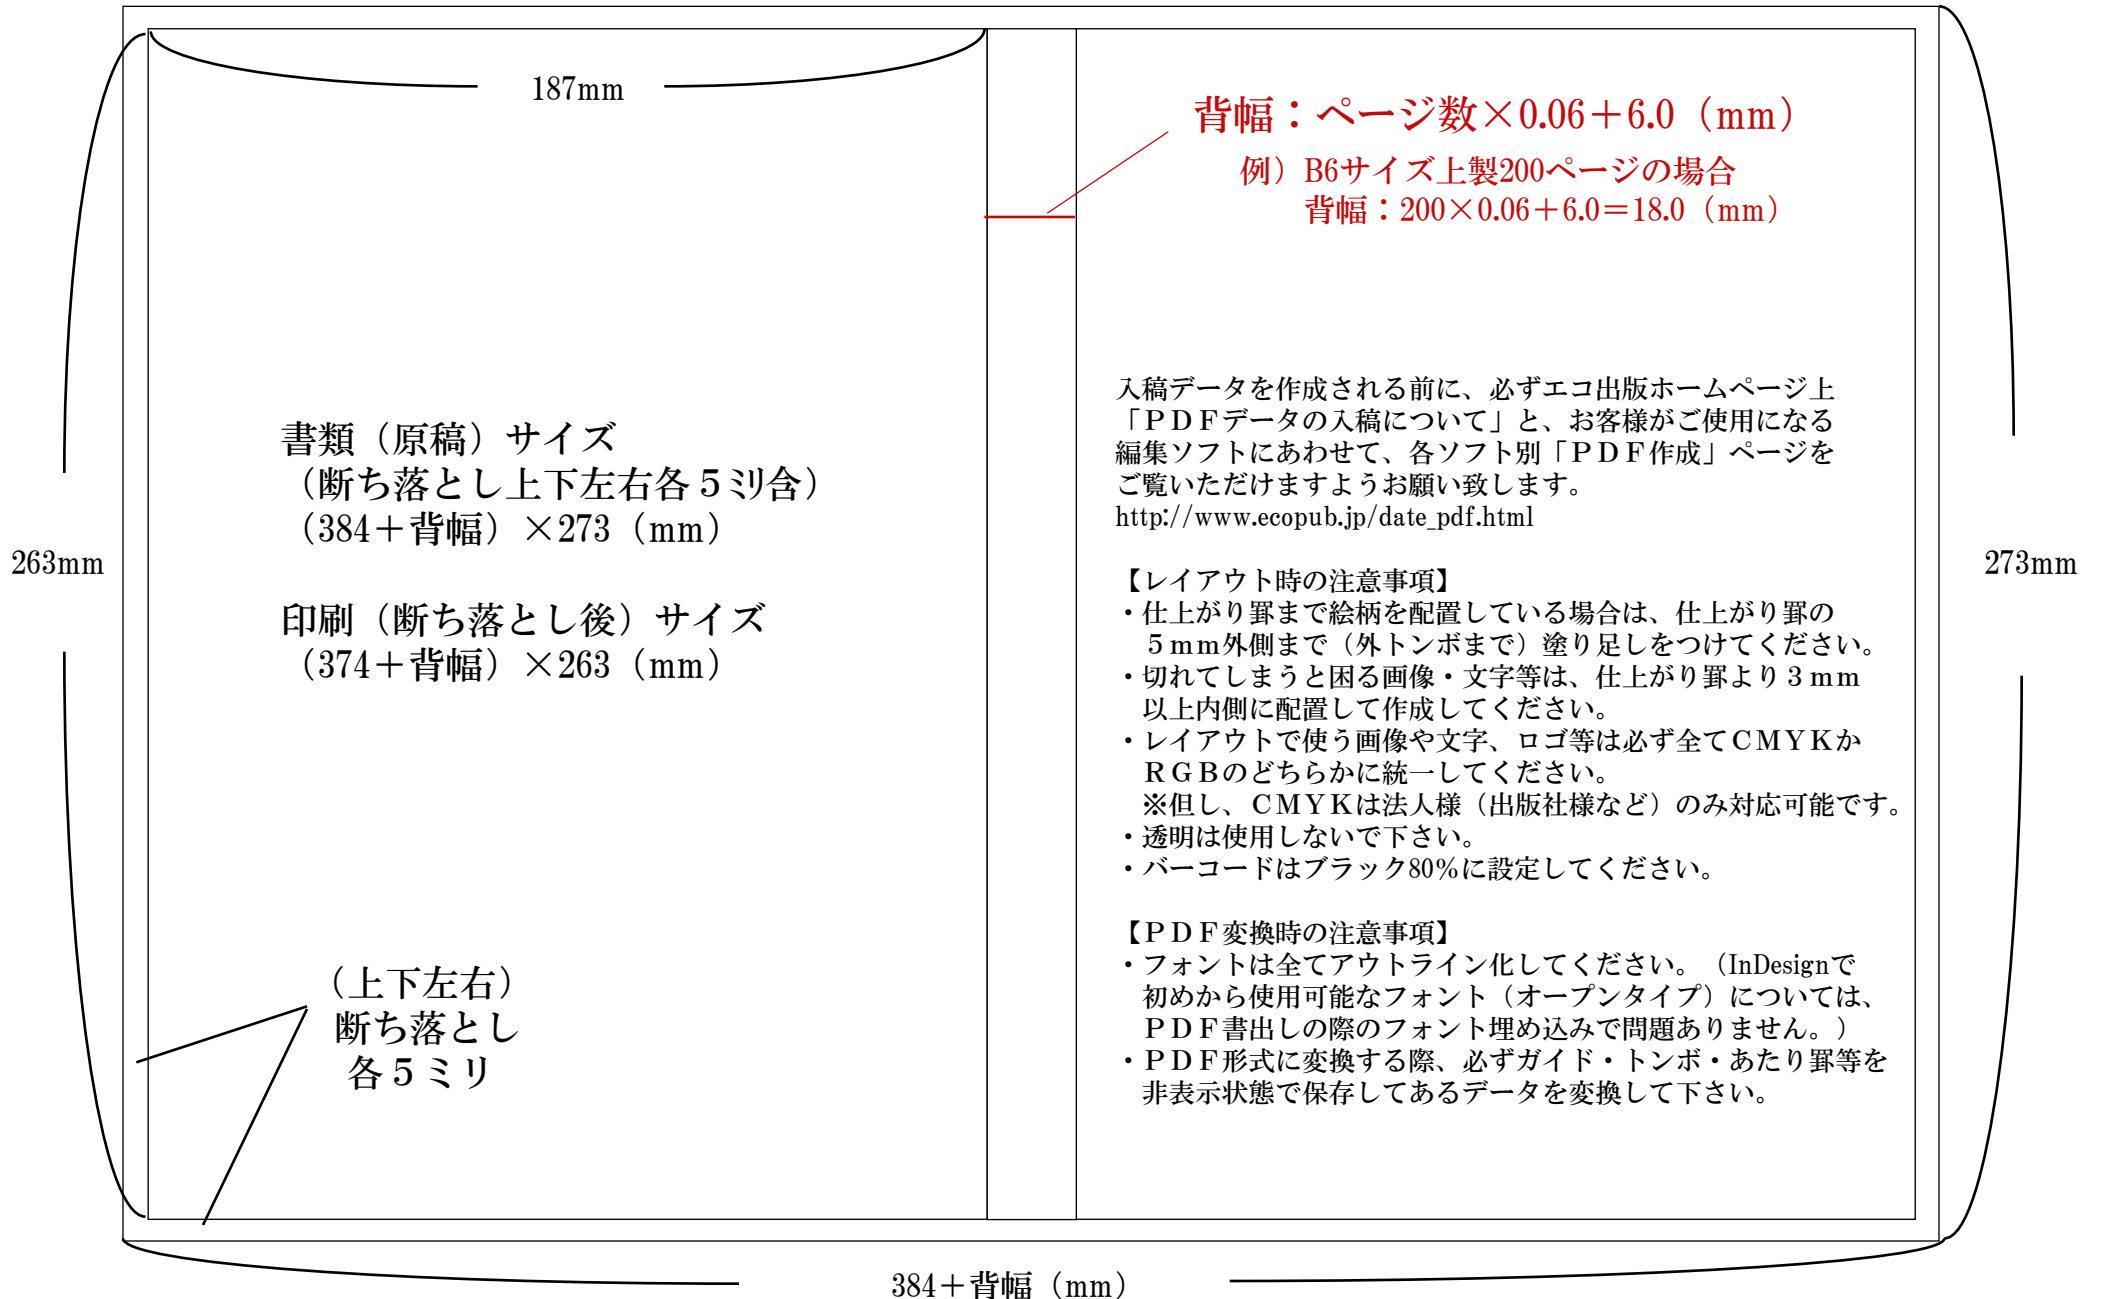 187mm
背幅：ページ数×0.06＋6.0（mm）
例）B6サイズ上製200ページの場合
背幅：200×0.06＋6.0＝18.0（mm）
書類（原稿）サイズ
（断ち落とし上下左右各５ミリ含）
（384＋背幅）×273（mm）
印刷（断ち落とし後）サイズ
（374＋背幅）×263（mm）
263mm
（上下左右）
断ち落とし
各５ミリ
入稿データを作成される前に、必ずエコ出版ホームページ上
「ＰＤＦデータの入稿について」と、お客様がご使用になる
編集ソフトにあわせて、各ソフト別「ＰＤＦ作成」ページを
ご覧いただけますようお願い致します。
http://www.ecopub.jp/date_pdf.html
【レイアウト時の注意事項】
・仕上がり罫まで絵柄を配置している場合は、仕上がり罫の
５ｍｍ外側まで（外トンボまで）塗り足しをつけてください。
・切れてしまうと困る画像・文字等は、仕上がり罫より３ｍｍ
以上内側に配置して作成してください。
・レイアウトで使う画像や文字、ロゴ等は必ず全てＣＭＹＫか
ＲＧＢのどちらかに統一してください。
※但し、ＣＭＹＫは法人様（出版社様など）のみ対応可能です。
・透明は使用しないで下さい。
・バーコードはブラック80％に設定してください。
【ＰＤＦ変換時の注意事項】
・フォントは全てアウトライン化してください。（InDesignで
初めから使用可能なフォント（オープンタイプ）については、
ＰＤＦ書出しの際のフォント埋め込みで問題ありません。）
・ＰＤＦ形式に変換する際、必ずガイド・トンボ・あたり罫等を
非表示状態で保存してあるデータを変換して下さい。
273mm
384＋背幅（mm）